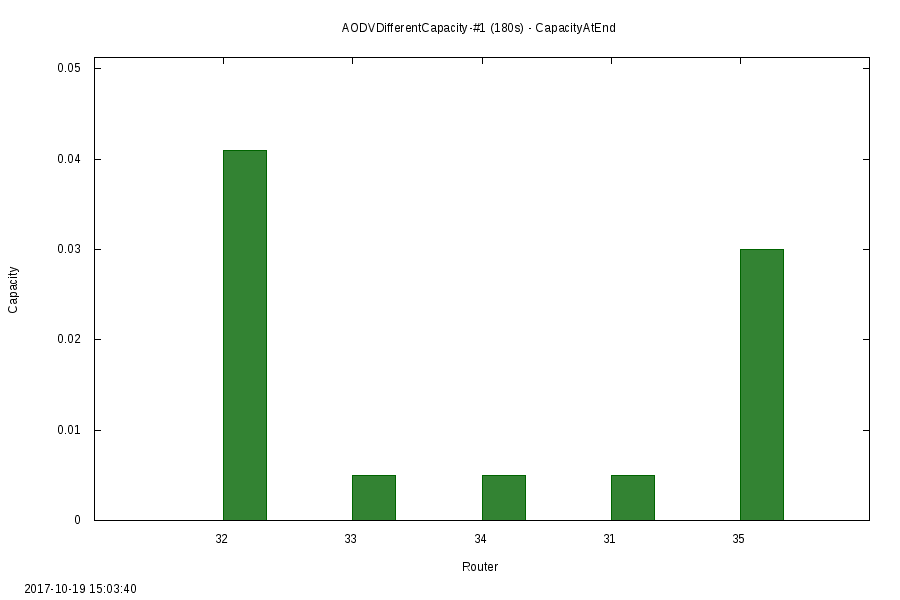 AODVDifferentCapacity-#1 (180s) - CapacityAtEnd
0.05
0.04
0.03
0.02
0.01
0
Capacity
32 33 34 31 35
Router
2017-10-19 15:03:40